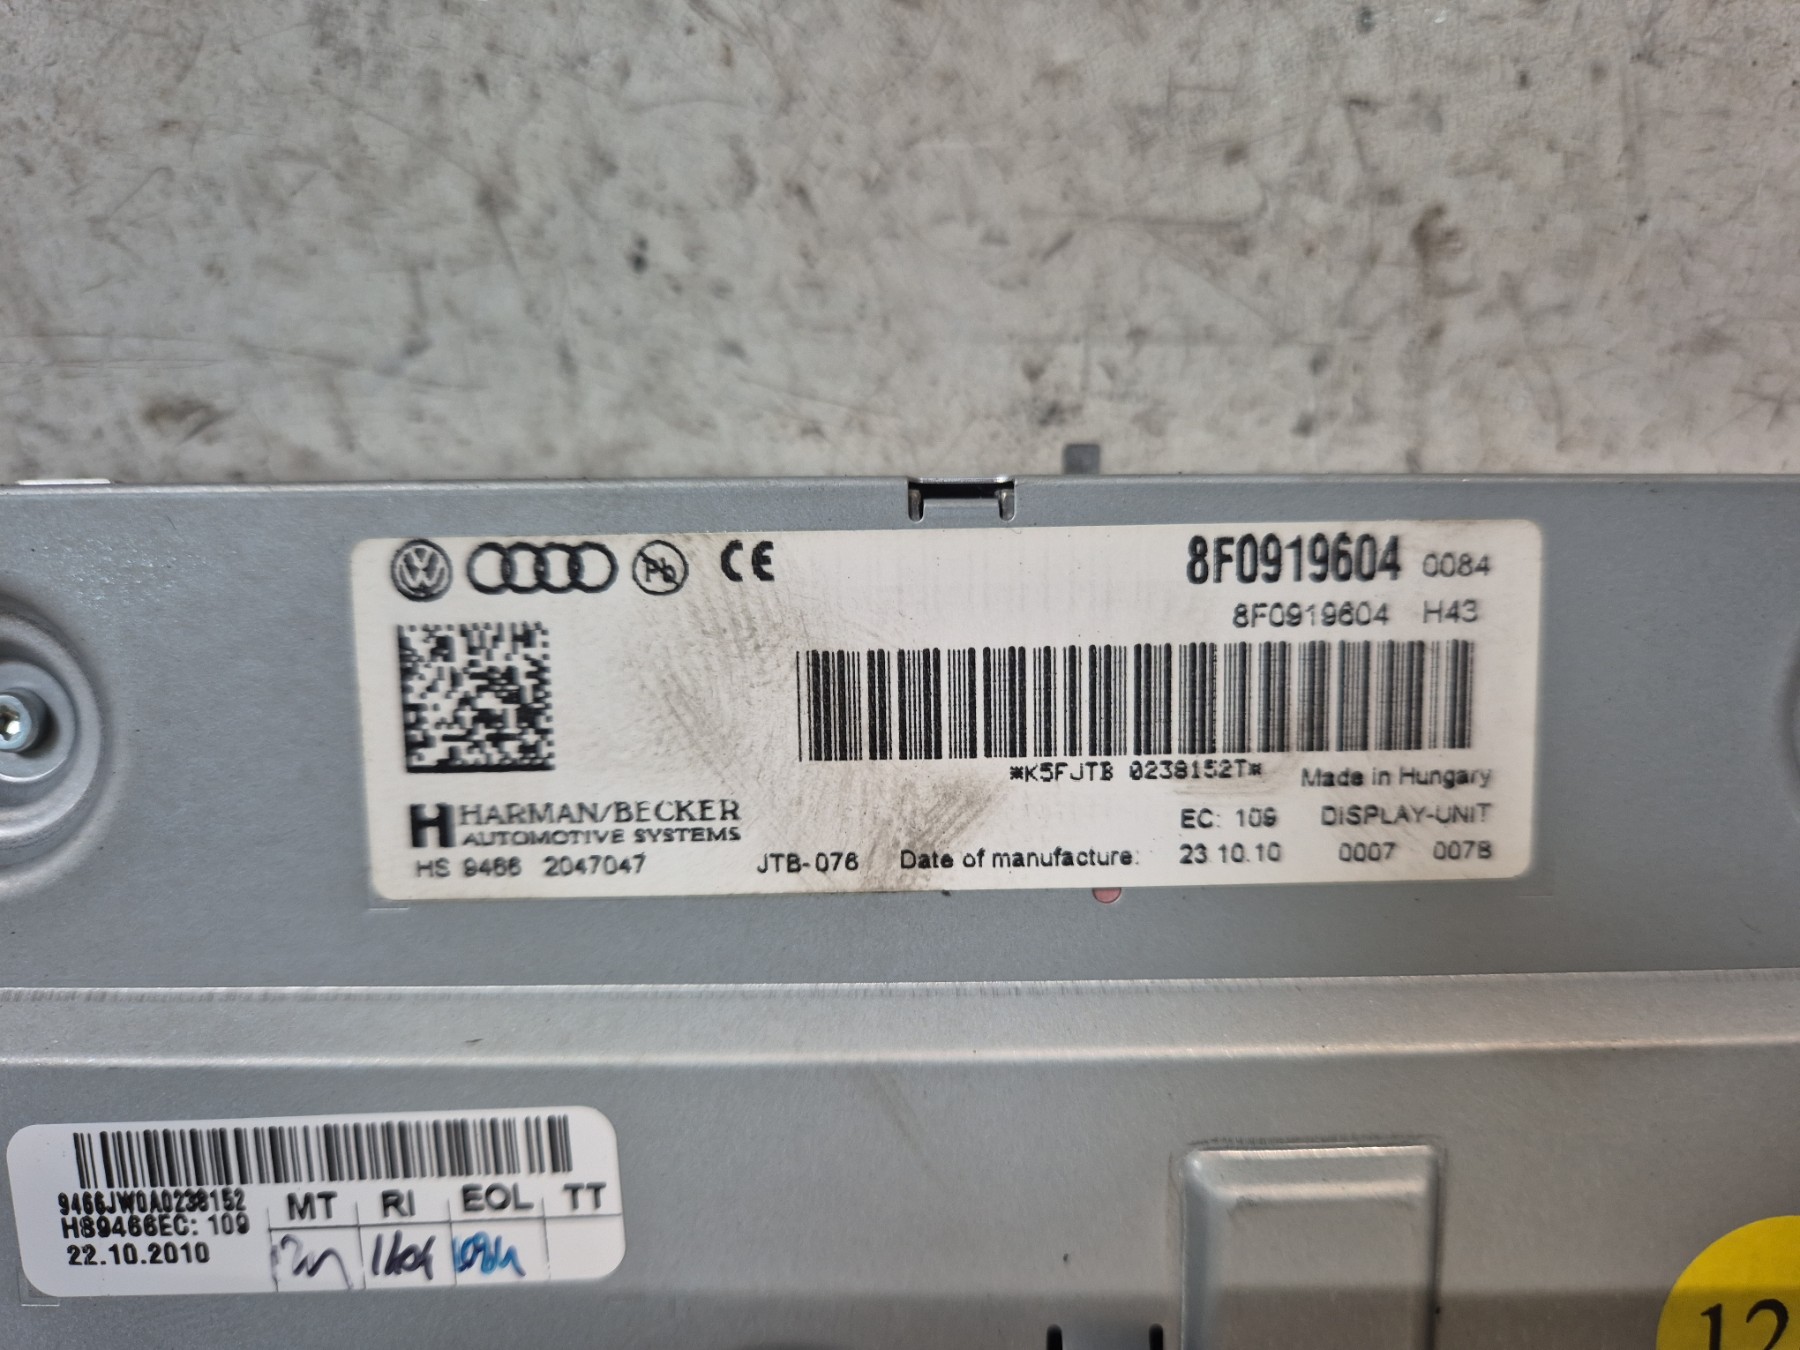 Pb CE
8F0919604 0084
8F0919604 H43
*K5FJTB 0238152T*
Made in Hungary
H HARMAN/BECKER
AUTOMOTIVE SYSTEMS
EC: 109 DISPLAY-UNIT
HS 9466 2047047 JTB-076 Date of manufacture: 23 10.10 0007 0078
9466JW0A0238152 MT RI EOL TT
H89466EC: 109
22.10.2010
12